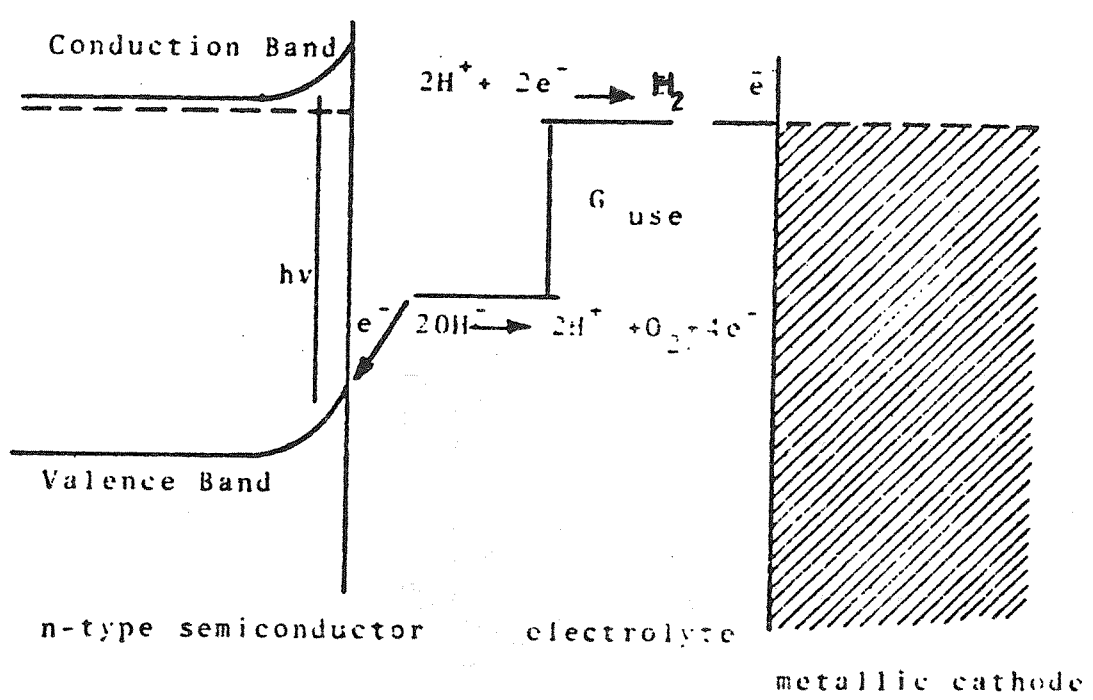 Conduction Band
2H⁺ + 2e⁻ → H₂
ē
G use
hν
e⁻
2OH⁻ → 2H⁺ +O₂+4e⁻
Valence Band
n-type semiconductor
electrolyte
metallic cathode